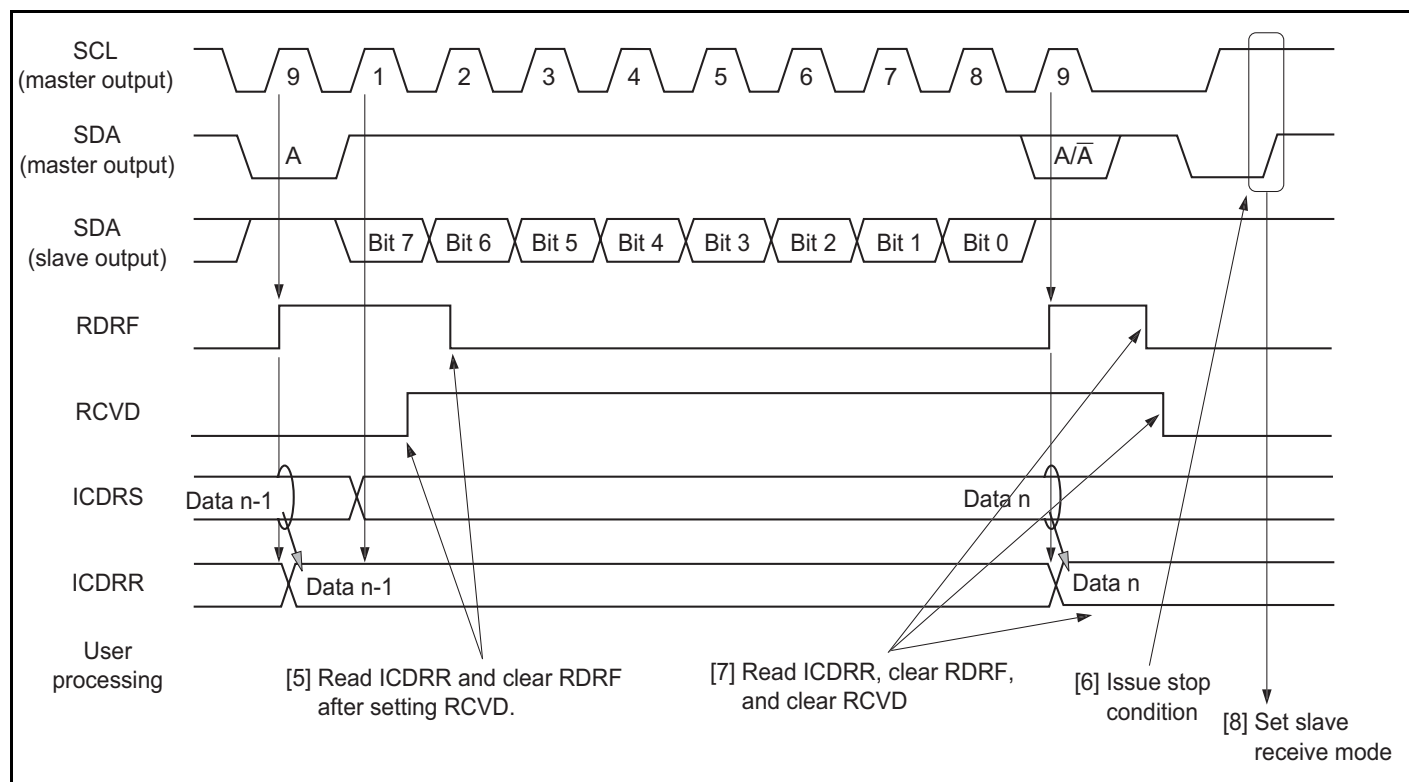 SCL
(master output)
9 1 2 3 4 5 6 7 8 9
SDA
(master output)
A A/A̅
SDA
(slave output)
Bit 7 Bit 6 Bit 5 Bit 4 Bit 3 Bit 2 Bit 1 Bit 0
RDRF
RCVD
ICDRS
Data n-1 Data n
ICDRR
Data n-1 Data n
User
processing
[5] Read ICDRR and clear RDRF
after setting RCVD.
[7] Read ICDRR, clear RDRF,
and clear RCVD
[6] Issue stop
condition
[8] Set slave
receive mode